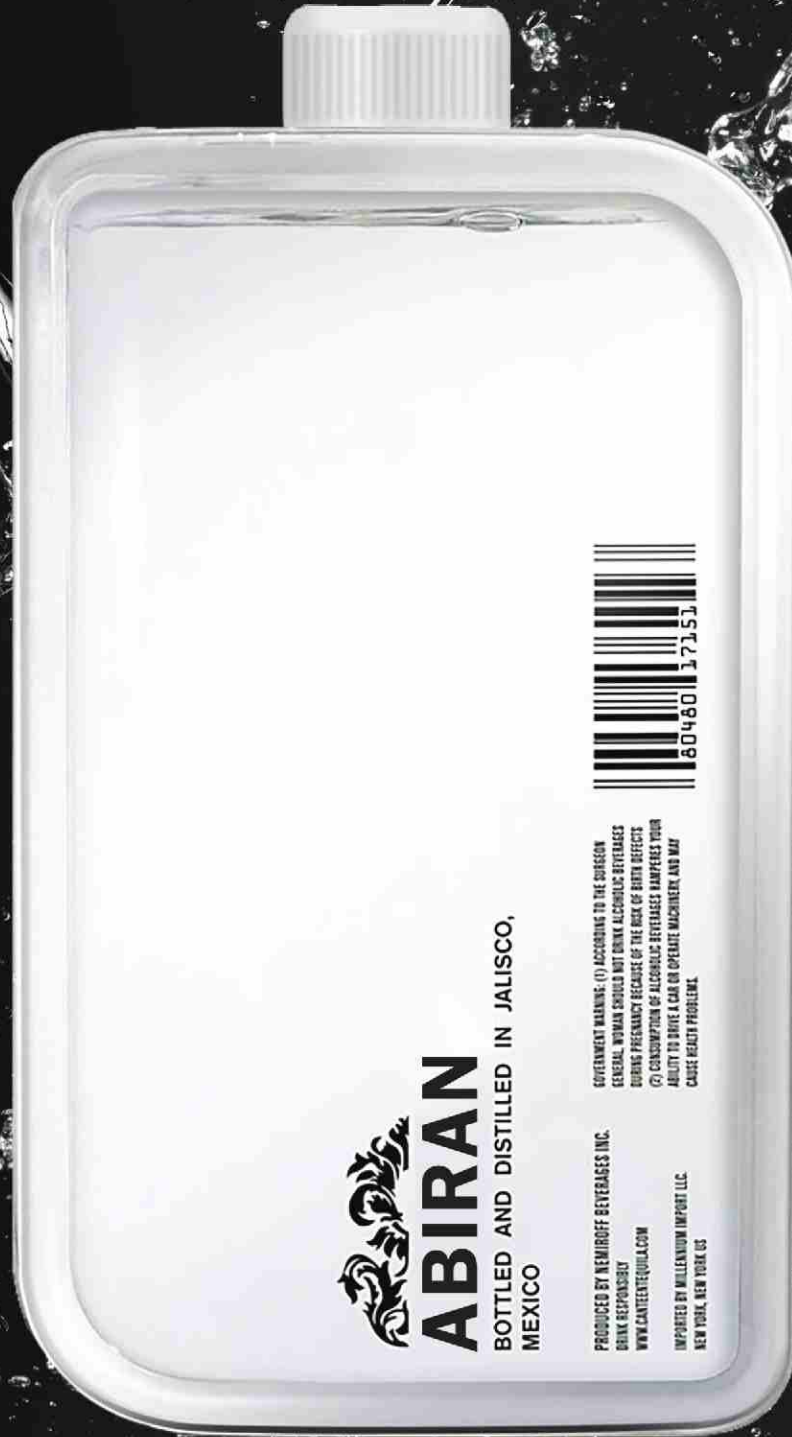 ABIRAN
BOTTLED AND DISTILLED IN JALISCO,
MEXICO
PRODUCED BY NEMIROFF BEVERAGES INC.
DRINK RESPONSIBLY
WWW.CANTEENTEQUILA.COM
IMPORTED BY MILLENNIUM IMPORT LLC.
NEW YORK, NEW YORK US
GOVERNMENT WARNING: (1) ACCORDING TO THE SURGEON
GENERAL, WOMAN SHOULD NOT DRINK ALCOHOLIC BEVERAGES
DURING PREGNANCY BECAUSE OF THE RISK OF BIRTH DEFECTS
(2) CONSUMPTION OF ALCOHOLIC BEVERAGES HAMPERES YOUR
ABILITY TO DRIVE A CAR OR OPERATE MACHINERY, AND MAY
CAUSE HEALTH PROBLEMS.
80480 17151